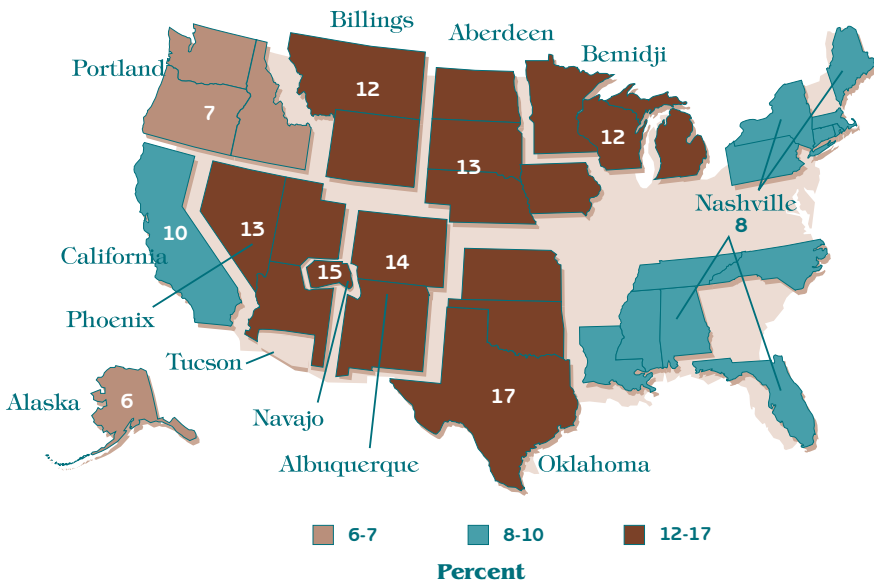 Billings
Aberdeen
Bemidji
Portland
12
7
12
13
Nashville
8
10
13
California
14
15
Phoenix
Tucson
17
Alaska
6
Navajo
Albuquerque
Oklahoma
6-7
8-10
12-17
Percent